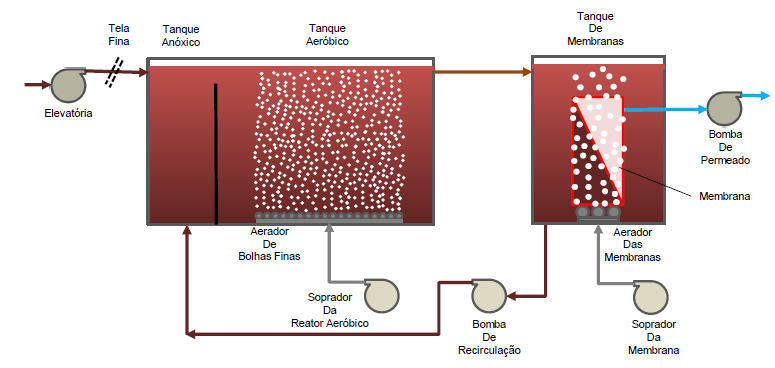 Tela
Fina
Tanque
Anóxico
Tanque
Aeróbico
Tanque
De
Membranas
Elevatória
Bomba
De
Permeado
Membrana
Aerador
De
Bolhas Finas
Aerador
Das
Membranas
Soprador
Da
Reator Aeróbico
Bomba
De
Recirculação
Soprador
Da
Membrana